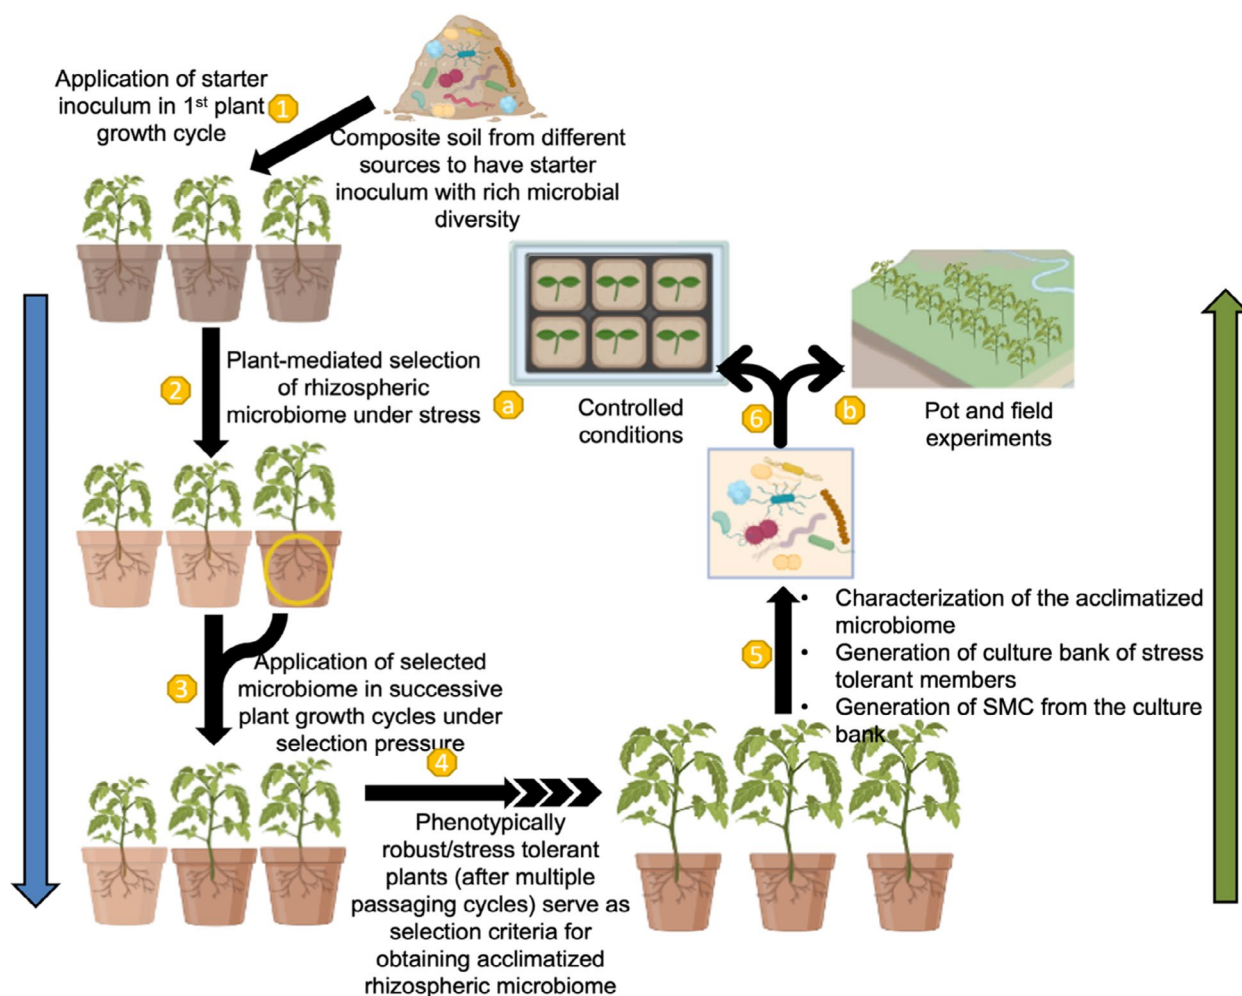 Application of starter
inoculum in 1st plant
growth cycle
1
Composite soil from different
sources to have starter
inoculum with rich microbial
diversity
2
Plant-mediated selection
of rhizospheric
microbiome under stress
3
Application of selected
microbiome in successive
plant growth cycles under
selection pressure
4
Phenotypically
robust/stress tolerant
plants (after multiple
passaging cycles) serve as
selection criteria for
obtaining acclimatized
rhizospheric microbiome
5
• Characterization of the acclimatized
microbiome
• Generation of culture bank of stress
tolerant members
• Generation of SMC from the culture
bank
6
a
Controlled
conditions
b
Pot and field
experiments